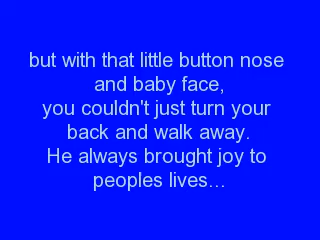 but with that little button nose
and baby face,
you couldn't just turn your
back and walk away.
He always brought joy to
peoples lives...